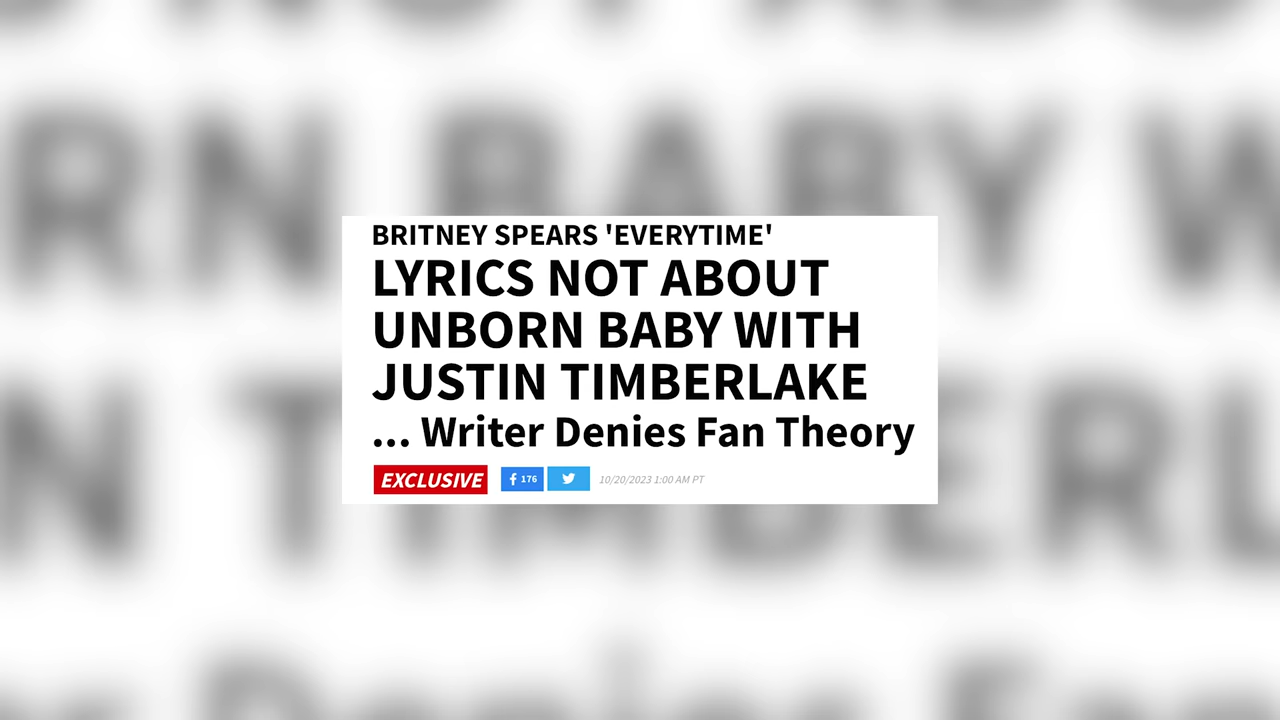 BRITNEY SPEARS 'EVERYTIME'
LYRICS NOT ABOUT
UNBORN BABY WITH
JUSTIN TIMBERLAKE
... Writer Denies Fan Theory
EXCLUSIVE 176 10/20/2023 1:00 AM PT